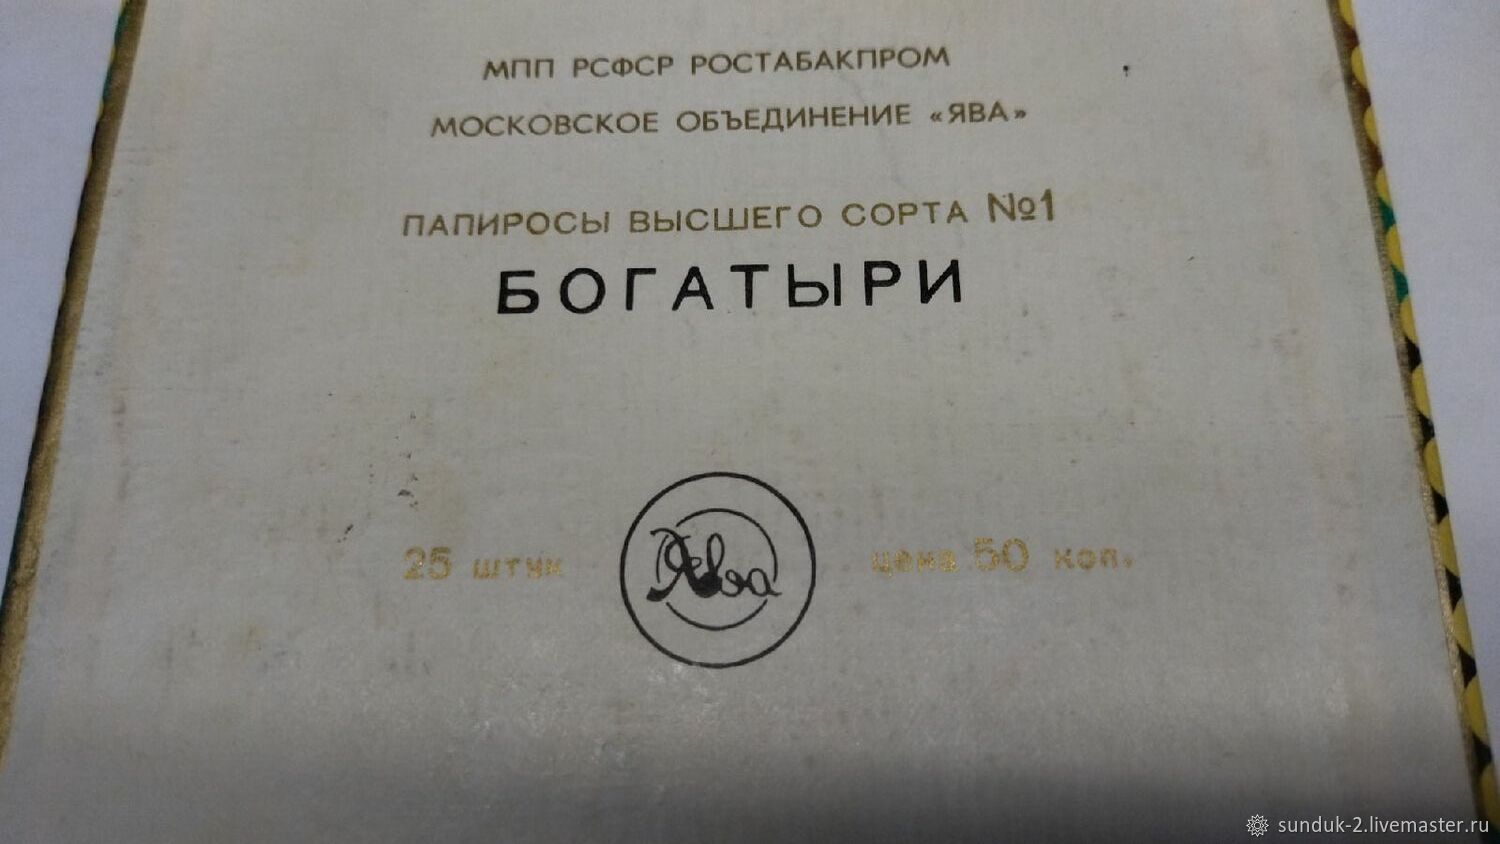 МПП РСФСР РОСТАБАКПРОМ
МОСКОВСКОЕ ОБЪЕДИНЕНИЕ «ЯВА»
ПАПИРОСЫ ВЫСШЕГО СОРТА №1
БОГАТЫРИ
25 штук
Ява
цена 50 коп.
sunduk-2.livemaster.ru